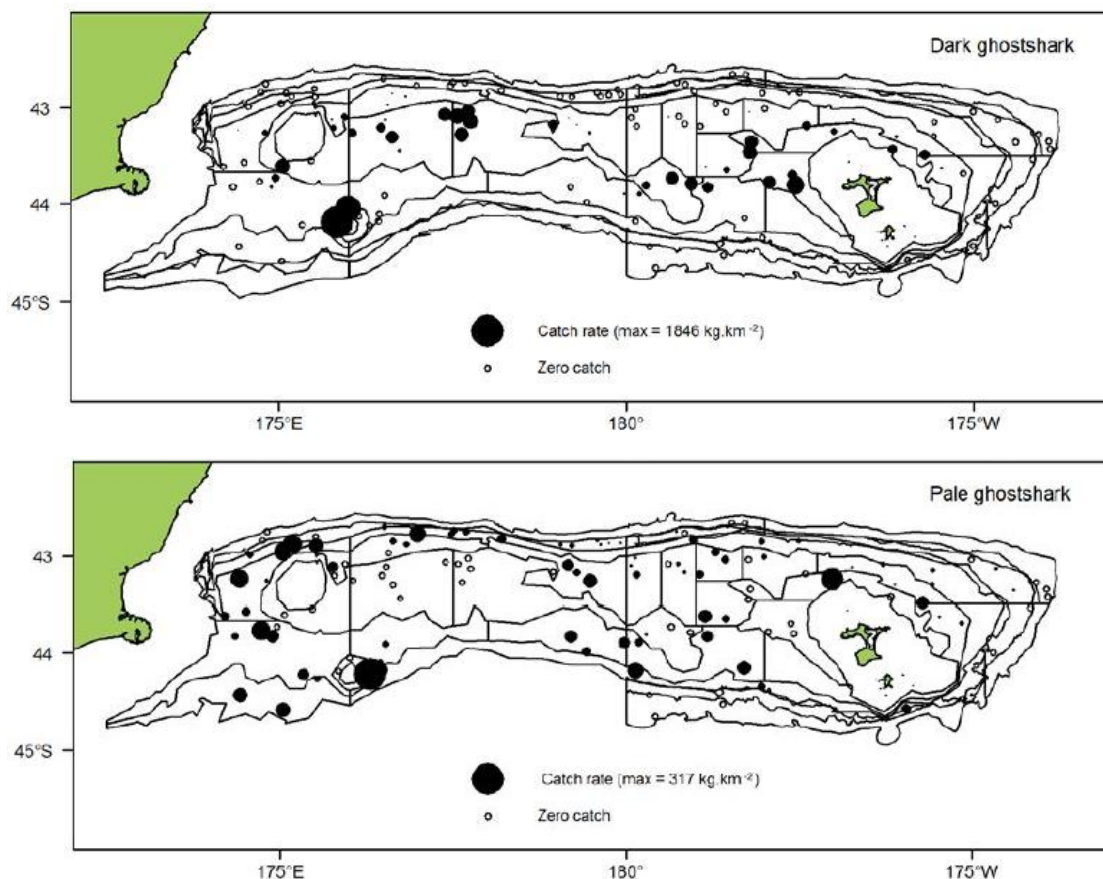 Dark ghostshark
43
44
45°S
Catch rate (max = 1846 kg.km⁻²)
Zero catch
175°E
180°
175°W
Pale ghostshark
43
44
45°S
Catch rate (max = 317 kg.km⁻²)
Zero catch
175°E
180°
175°W